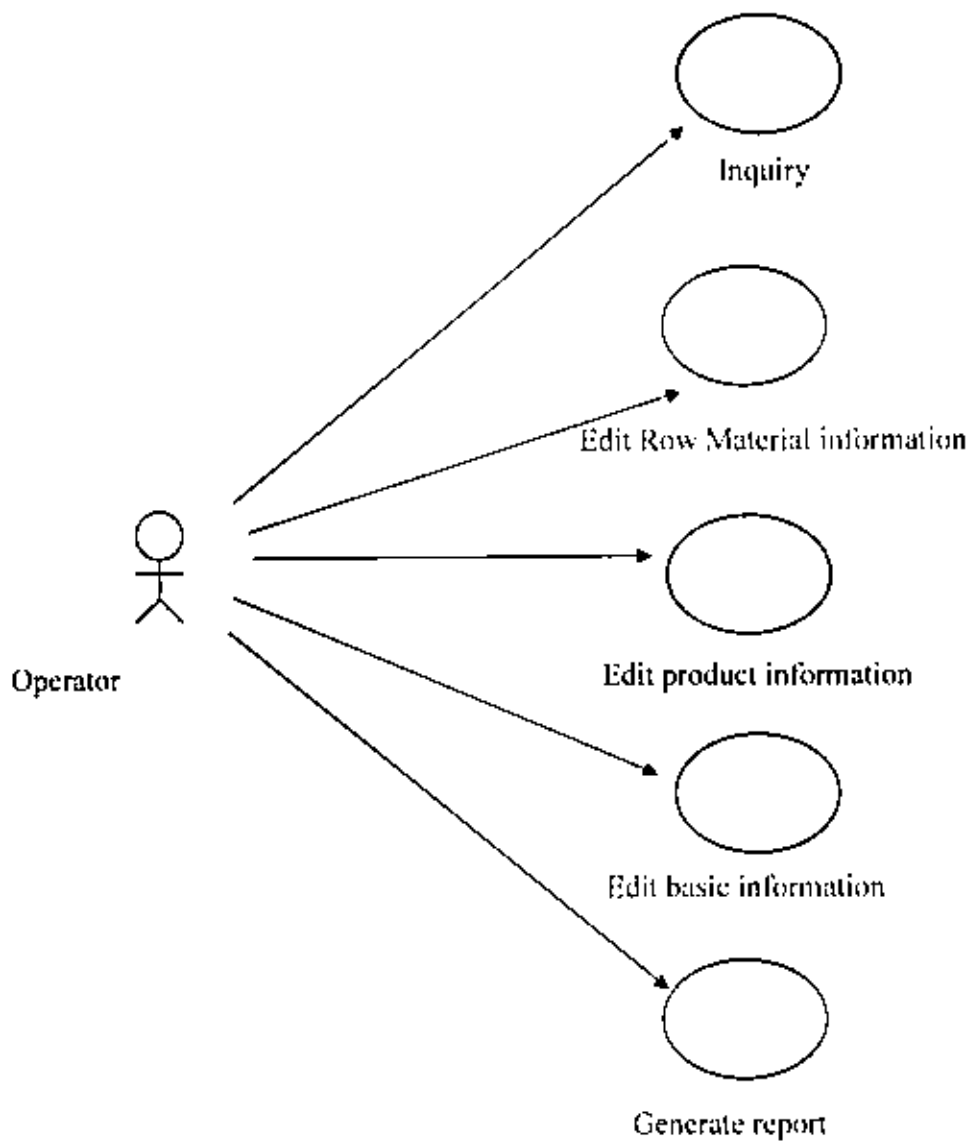 Inquiry
Edit Row Material information
Operator
Edit product information
Edit basic information
Generate report